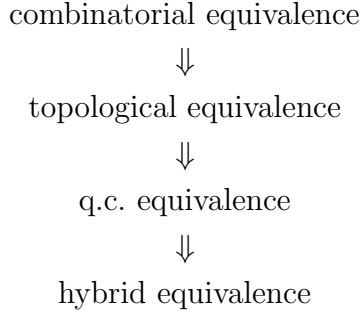 combinatorial equivalence
⇓
topological equivalence
⇓
q.c. equivalence
⇓
hybrid equivalence